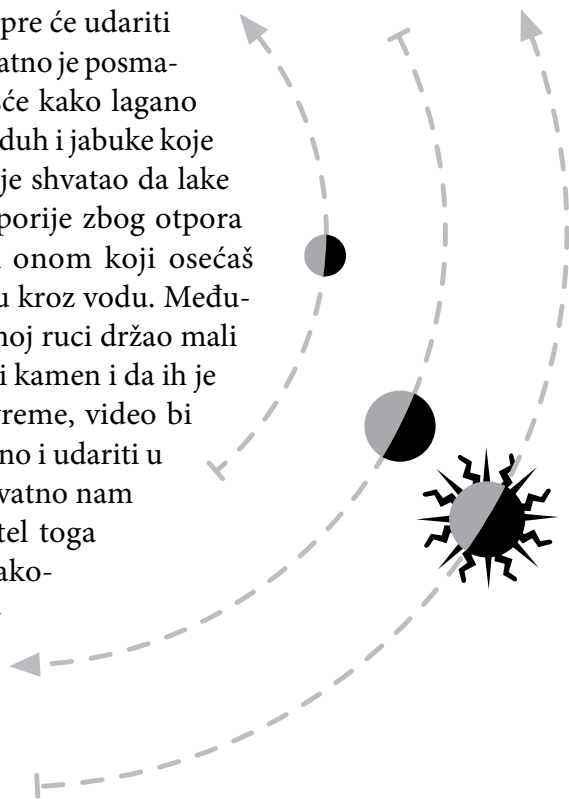 pre će udariti
atno je posma-
šće kako lagano
duh i jabuke koje
je shvatao da lake
porije zbog otpora
onom koji osećaš
u kroz vodu. Među-
noj ruci držao mali
i kamen i da ih je
vreme, video bi
no i udariti u
vatno nam
tel toga
ako-